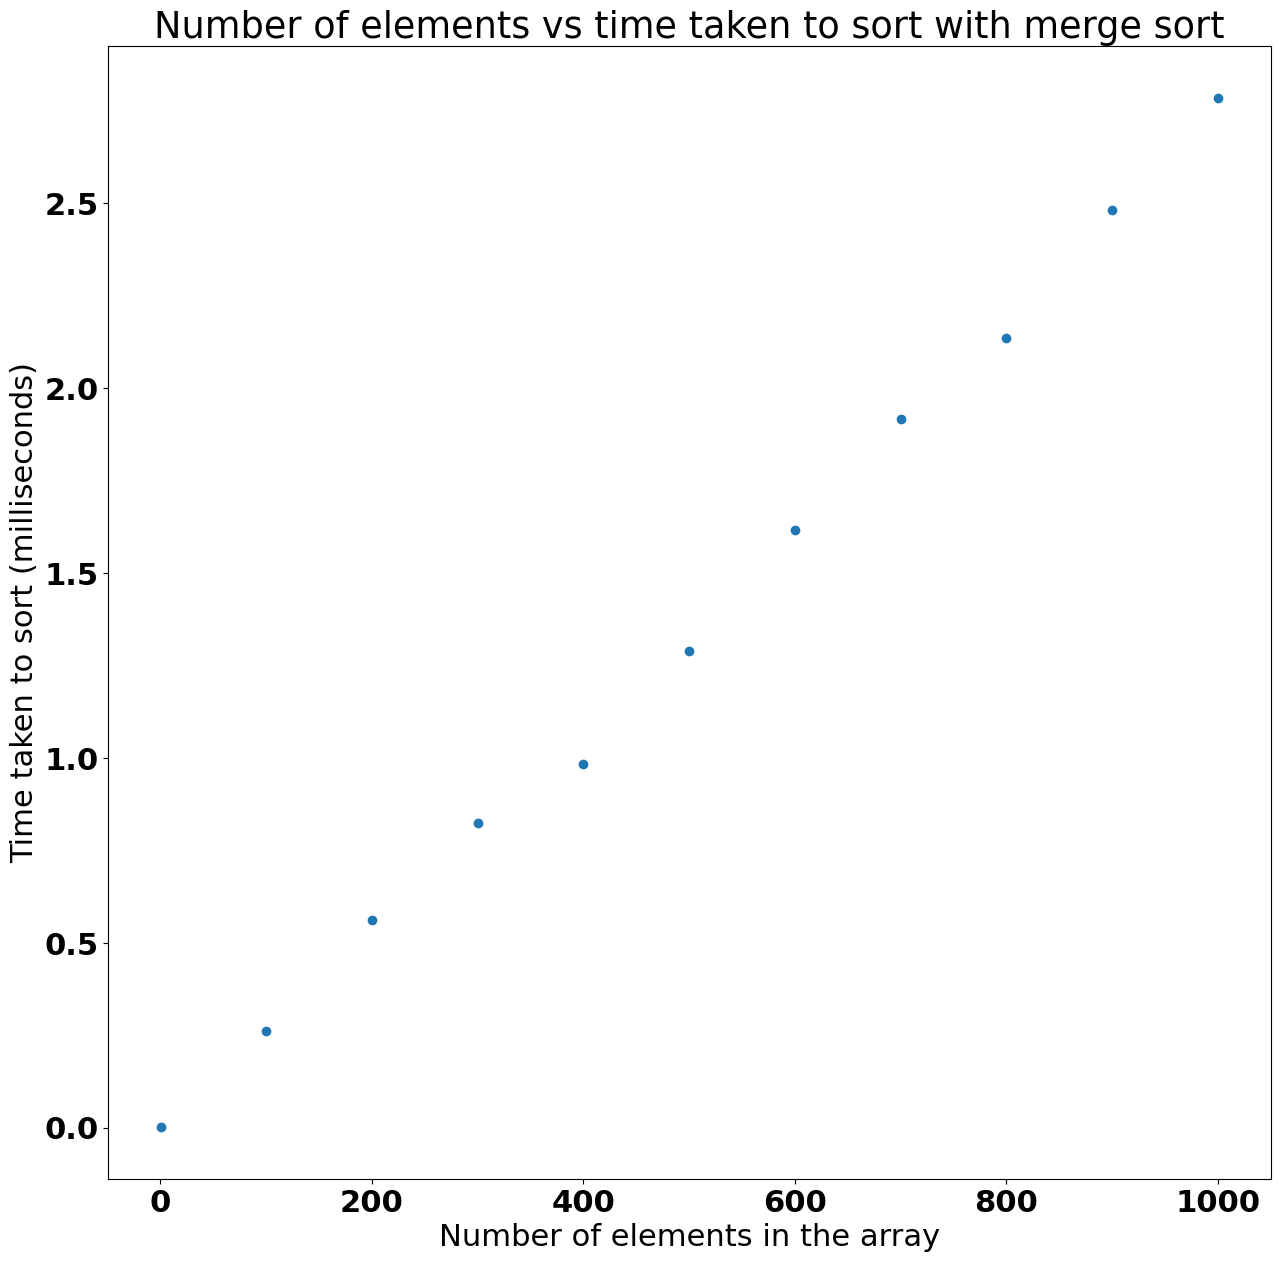 Number of elements vs time taken to sort with merge sort
Time taken to sort (milliseconds)
2.5
2.0
1.5
1.0
0.5
0.0
0 200 400 600 800 1000
Number of elements in the array